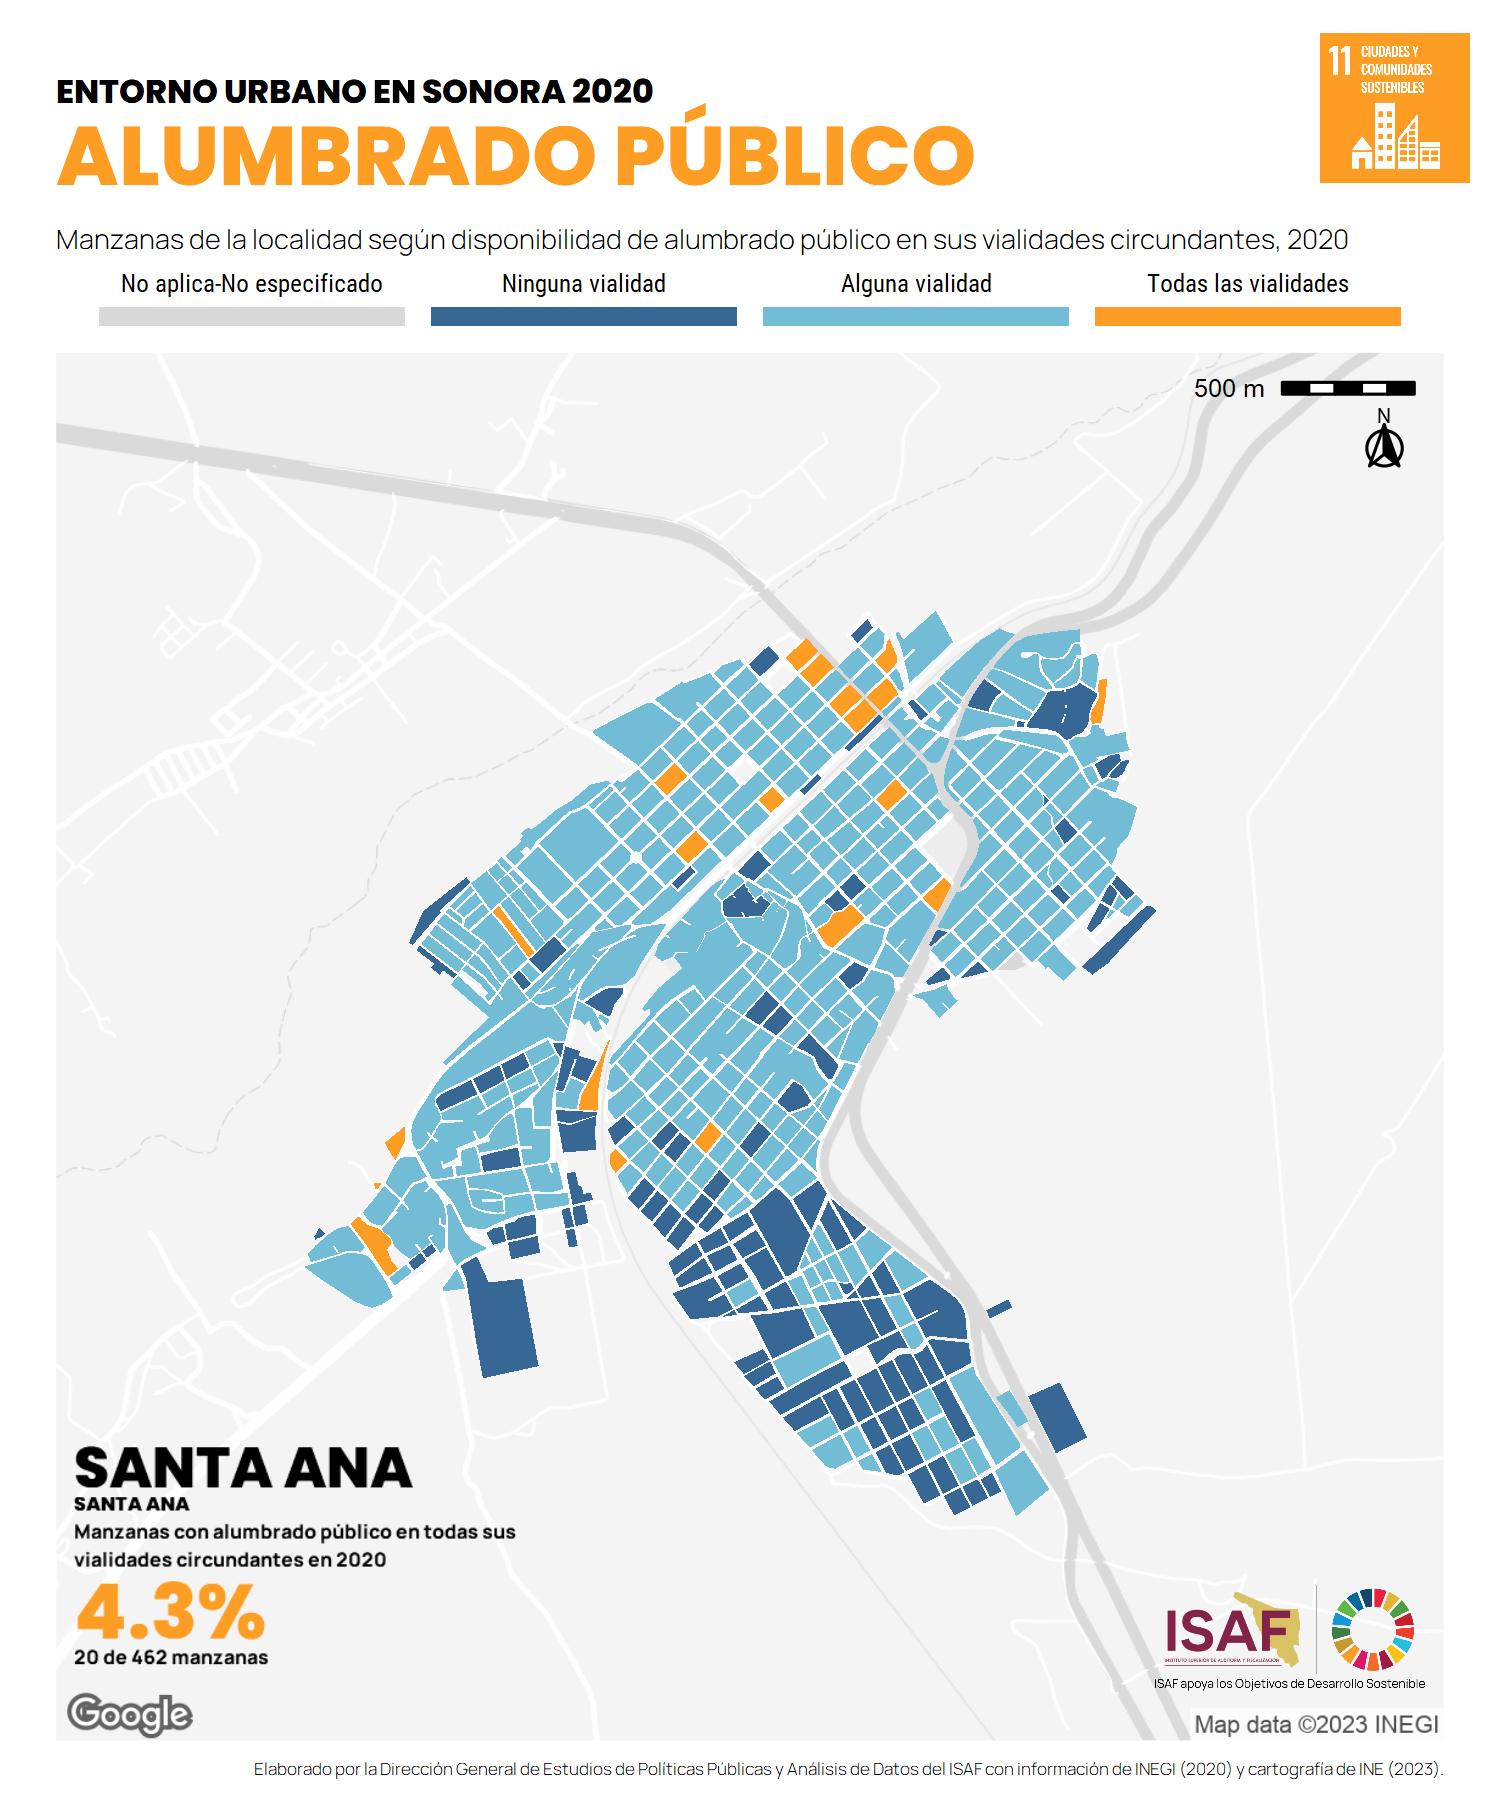 ENTORNO URBANO EN SONORA 2020
ALUMBRADO PÚBLICO
11 CIUDADES Y
COMUNIDADES
SOSTENIBLES
Manzanas de la localidad según disponibilidad de alumbrado público en sus vialidades circundantes, 2020
No aplica-No especificado
Ninguna vialidad
Alguna vialidad
Todas las vialidades
500 m
N
SANTA ANA
SANTA ANA
Manzanas con alumbrado público en todas sus
vialidades circundantes en 2020
4.3%
20 de 462 manzanas
Google
ISAF
INSTITUTO SUPERIOR DE AUDITORÍA Y FISCALIZACIÓN
ISAF apoya los Objetivos de Desarrollo Sostenible
Map data ©2023 INEGI
Elaborado por la Dirección General de Estudios de Políticas Públicas y Análisis de Datos del ISAF con información de INEGI (2020) y cartografía de INE (2023).